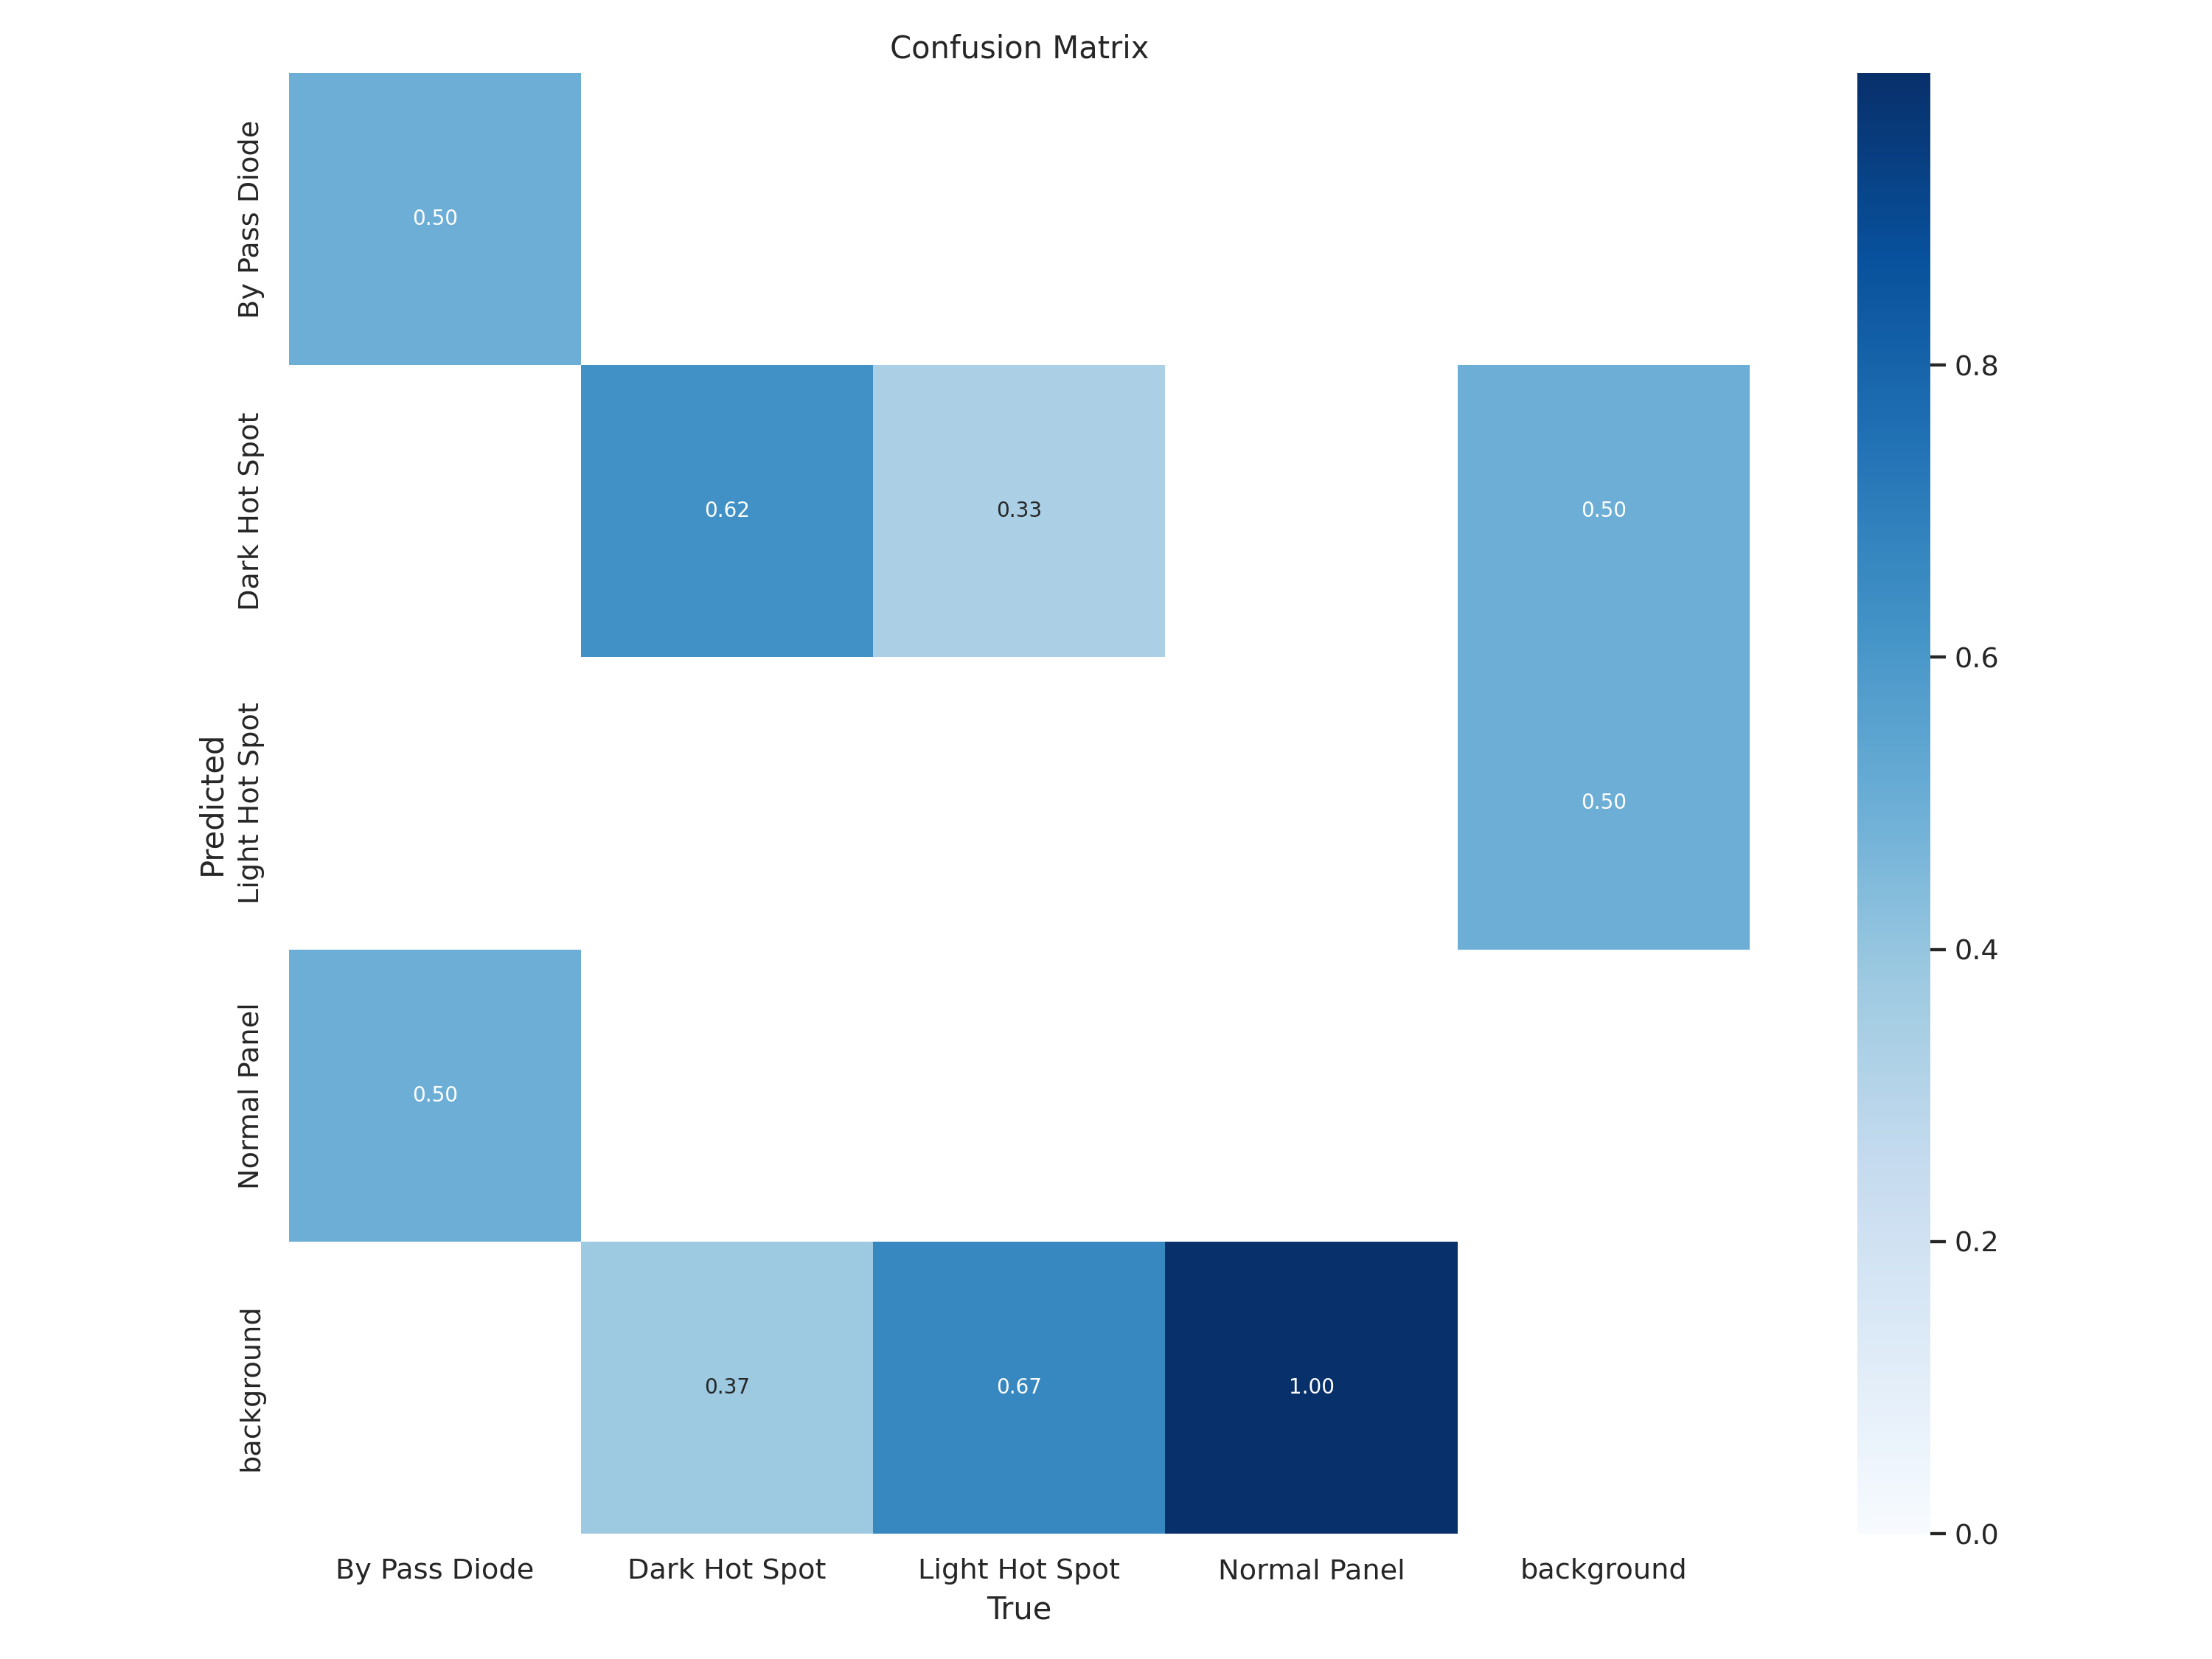 Confusion Matrix
Predicted
By Pass Diode
0.50
Dark Hot Spot
0.62 0.33 0.50
Light Hot Spot
0.50
Normal Panel
0.50
background
0.37 0.67 1.00
By Pass Diode Dark Hot Spot Light Hot Spot Normal Panel background
True
0.8
0.6
0.4
0.2
0.0